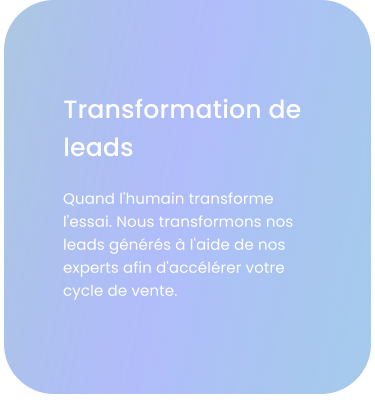 Transformation de
leads
Quand l'humain transforme
l'essai. Nous transformons nos
leads générés à l'aide de nos
experts afin d'accélérer votre
cycle de vente.